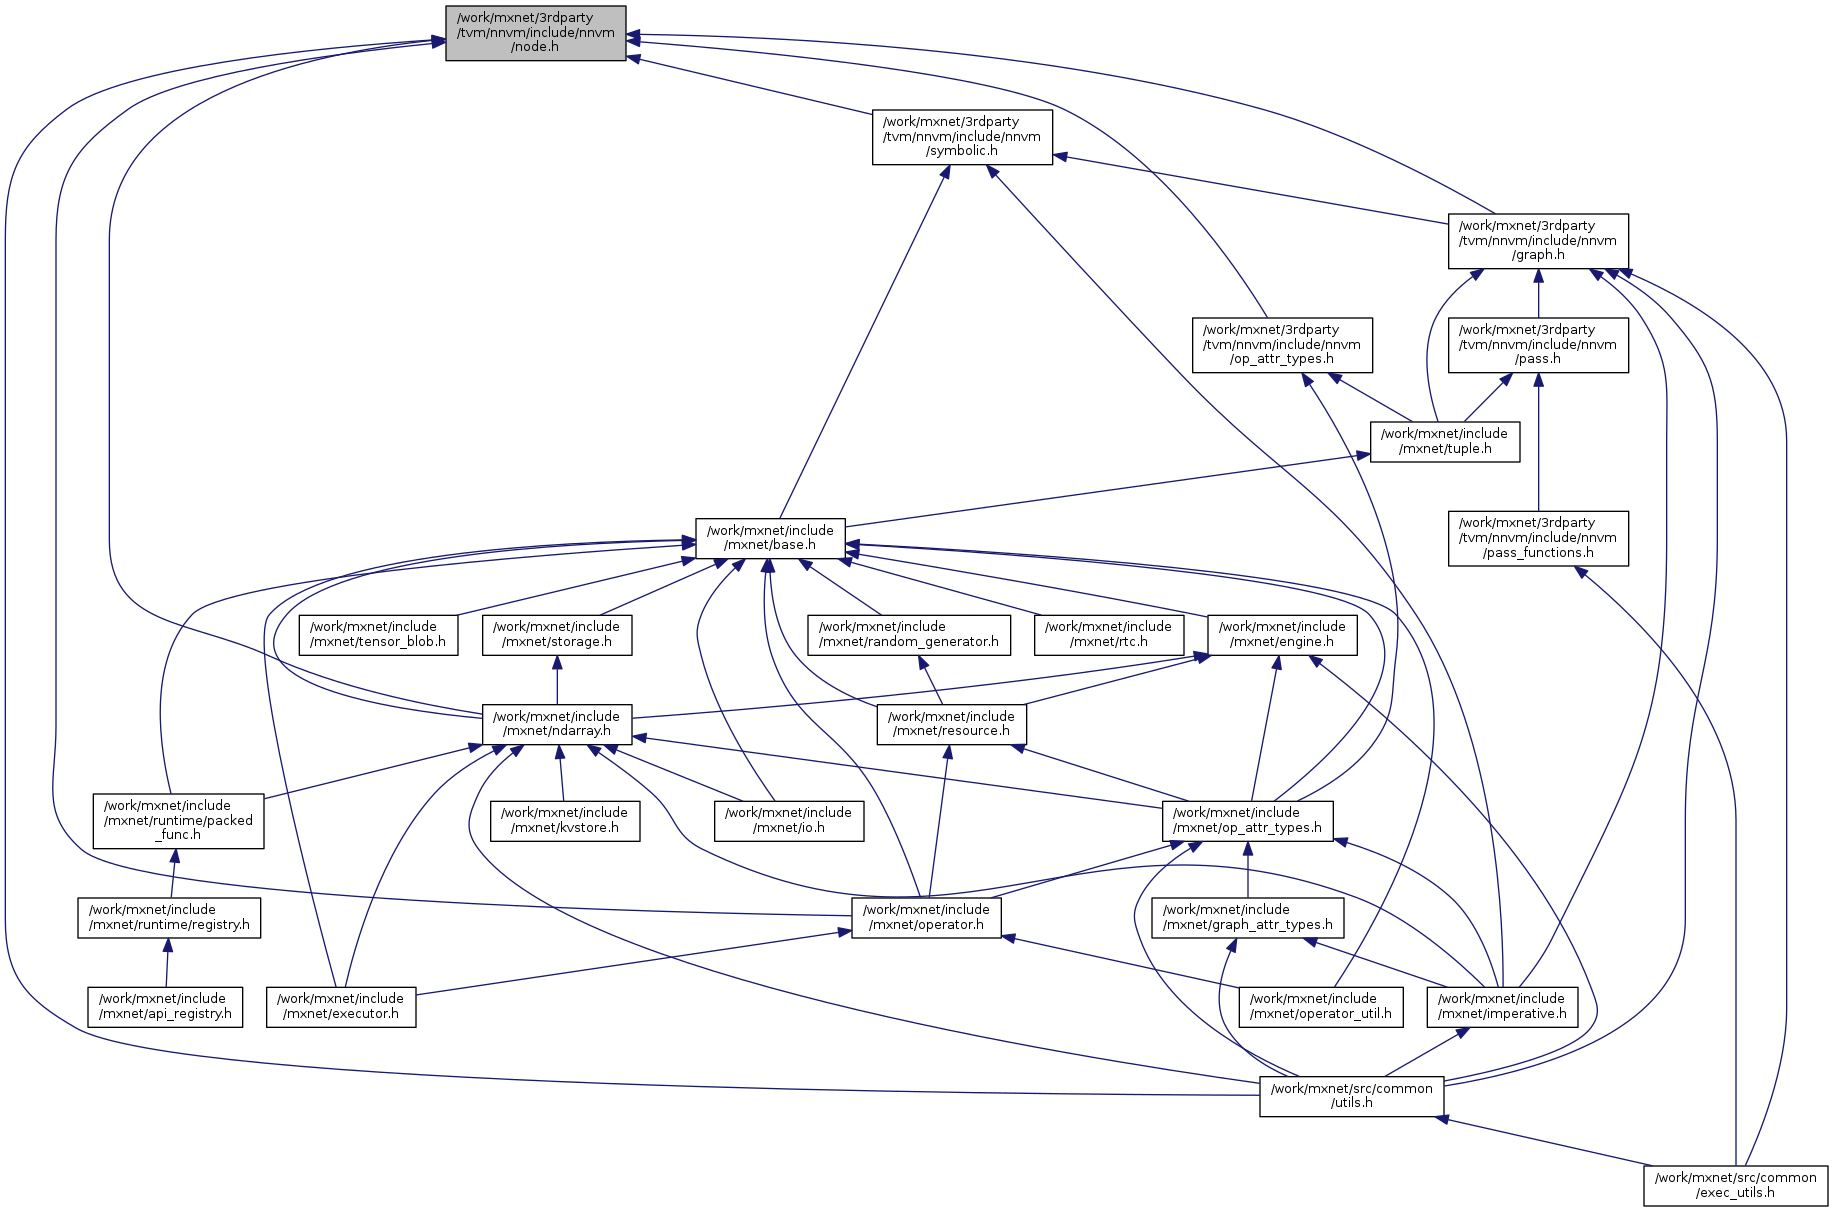 /work/mxnet/3rdparty
/tvm/nnvm/include/nnvm
/node.h
/work/mxnet/3rdparty
/tvm/nnvm/include/nnvm
/symbolic.h
/work/mxnet/3rdparty
/tvm/nnvm/include/nnvm
/graph.h
/work/mxnet/3rdparty
/tvm/nnvm/include/nnvm
/op_attr_types.h
/work/mxnet/3rdparty
/tvm/nnvm/include/nnvm
/pass.h
/work/mxnet/include
/mxnet/tuple.h
/work/mxnet/include
/mxnet/base.h
/work/mxnet/3rdparty
/tvm/nnvm/include/nnvm
/pass_functions.h
/work/mxnet/include
/mxnet/tensor_blob.h
/work/mxnet/include
/mxnet/storage.h
/work/mxnet/include
/mxnet/random_generator.h
/work/mxnet/include
/mxnet/rtc.h
/work/mxnet/include
/mxnet/engine.h
/work/mxnet/include
/mxnet/ndarray.h
/work/mxnet/include
/mxnet/resource.h
/work/mxnet/include
/mxnet/runtime/packed
_func.h
/work/mxnet/include
/mxnet/kvstore.h
/work/mxnet/include
/mxnet/io.h
/work/mxnet/include
/mxnet/op_attr_types.h
/work/mxnet/include
/mxnet/runtime/registry.h
/work/mxnet/include
/mxnet/operator.h
/work/mxnet/include
/mxnet/graph_attr_types.h
/work/mxnet/include
/mxnet/api_registry.h
/work/mxnet/include
/mxnet/executor.h
/work/mxnet/include
/mxnet/operator_util.h
/work/mxnet/include
/mxnet/imperative.h
/work/mxnet/src/common
/utils.h
/work/mxnet/src/common
/exec_utils.h